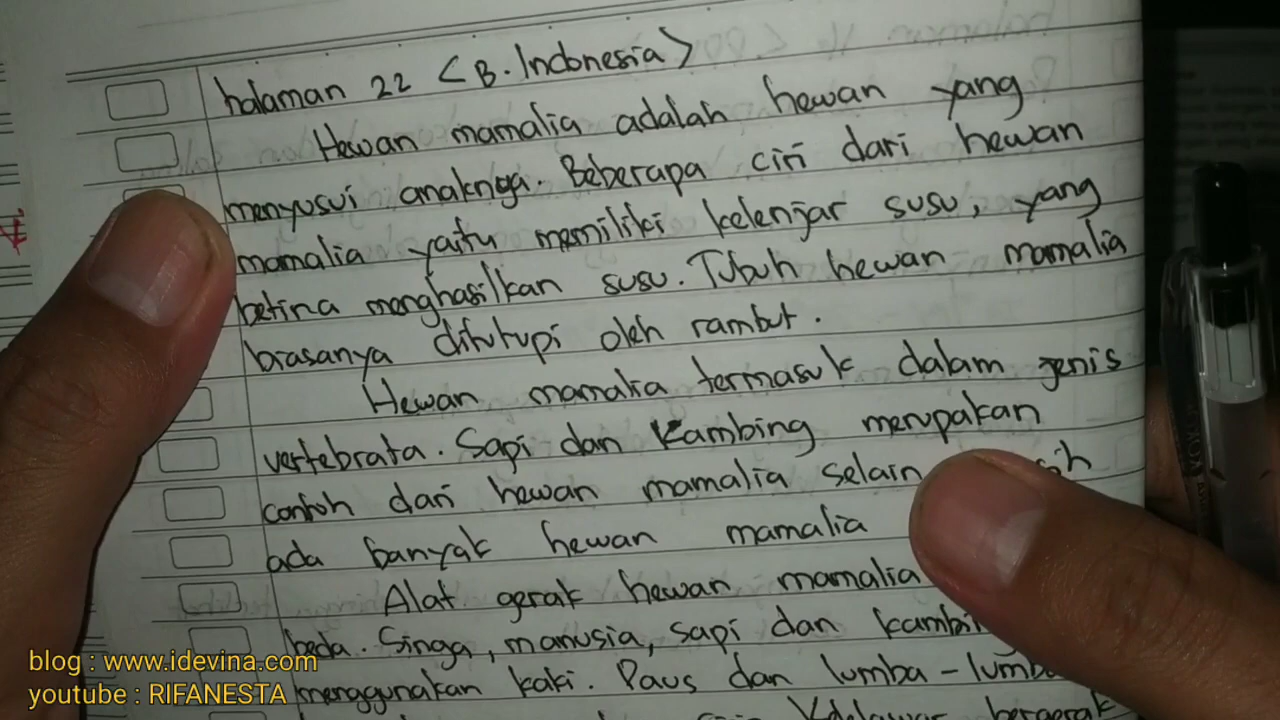 halaman 22 <B. Indonesia>
Hewan mamalia adalah hewan yang
menyusui anaknya. Beberapa ciri dari hewan
mamalia yaitu memiliki kelenjar susu, yang
betina menghasilkan susu. Tubuh hewan mamalia
biasanya ditutupi oleh rambut.
Hewan mamalia termasuk dalam jenis
vertebrata. Sapi dan Kambing merupakan
contoh dari hewan mamalia selain
ada banyak hewan mamalia
Alat gerak hewan mamalia
beda. Singa, manusia, sapi dan
menggunakan kaki. Paus dan lumba-
Kelelawar bergerak
blog : www.idevina.com
youtube : RIFANESTA